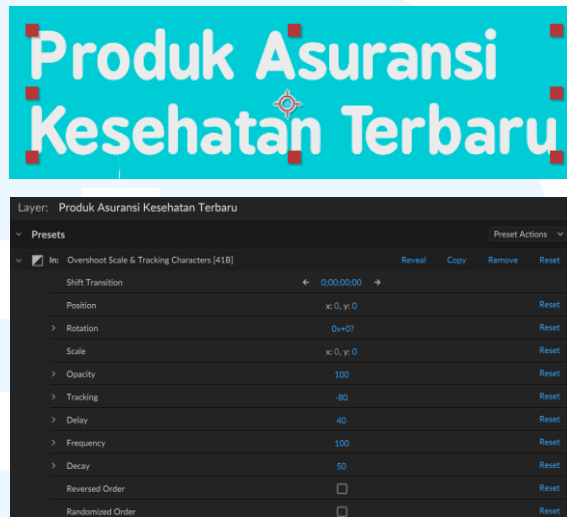 Produk Asuransi
Kesehatan Terbaru
Layer: Produk Asuransi Kesehatan Terbaru
Presets Preset Actions
In: Overshoot Scale & Tracking Characters [41B] Reveal Copy Remove Reset
Shift Transition 0;00;00;00
Position x: 0, y: 0 Reset
Rotation 0x+0? Reset
Scale x: 0, y: 0 Reset
Opacity 100 Reset
Tracking -80 Reset
Delay 40 Reset
Frequency 100 Reset
Decay 50 Reset
Reversed Order Reset
Randomized Order Reset